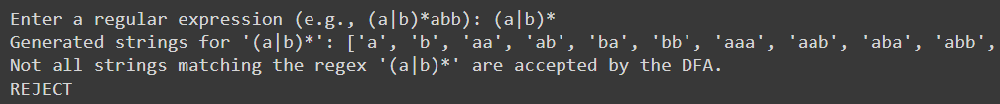 Enter a regular expression (e.g., (a|b)*abb): (a|b)*
Generated strings for '(a|b)*': ['a', 'b', 'aa', 'ab', 'ba', 'bb', 'aaa', 'aab', 'aba', 'abb',
Not all strings matching the regex '(a|b)*' are accepted by the DFA.
REJECT